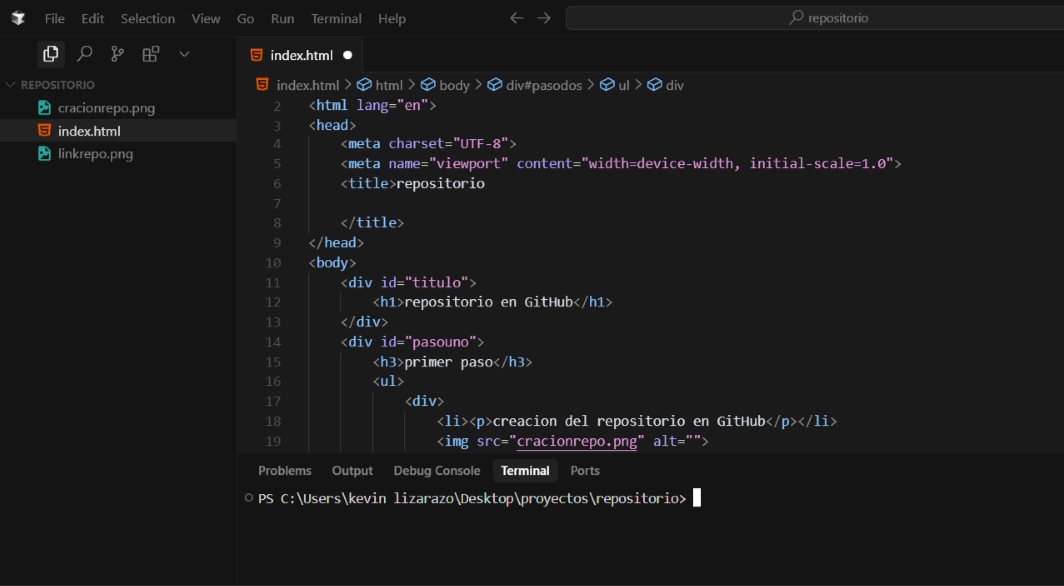 File Edit Selection View Go Run Terminal Help repositorio
index.html
REPOSITORIO
cracionrepo.png
index.html
linkrepo.png
index.html > html > body > div#pasodos > ul > div
2 <html lang="en">
3 <head>
4 <meta charset="UTF-8">
5 <meta name="viewport" content="width=device-width, initial-scale=1.0">
6 <title>repositorio
7
8 </title>
9 </head>
10 <body>
11 <div id="titulo">
12 <h1>repositorio en GitHub</h1>
13 </div>
14 <div id="pasouno">
15 <h3>primer paso</h3>
16 <ul>
17 <div>
18 <li><p>creacion del repositorio en GitHub</p></li>
19 <img src="cracionrepo.png" alt="">
Problems Output Debug Console Terminal Ports
PS C:\Users\kevin lizarazo\Desktop\proyectos\repositorio>